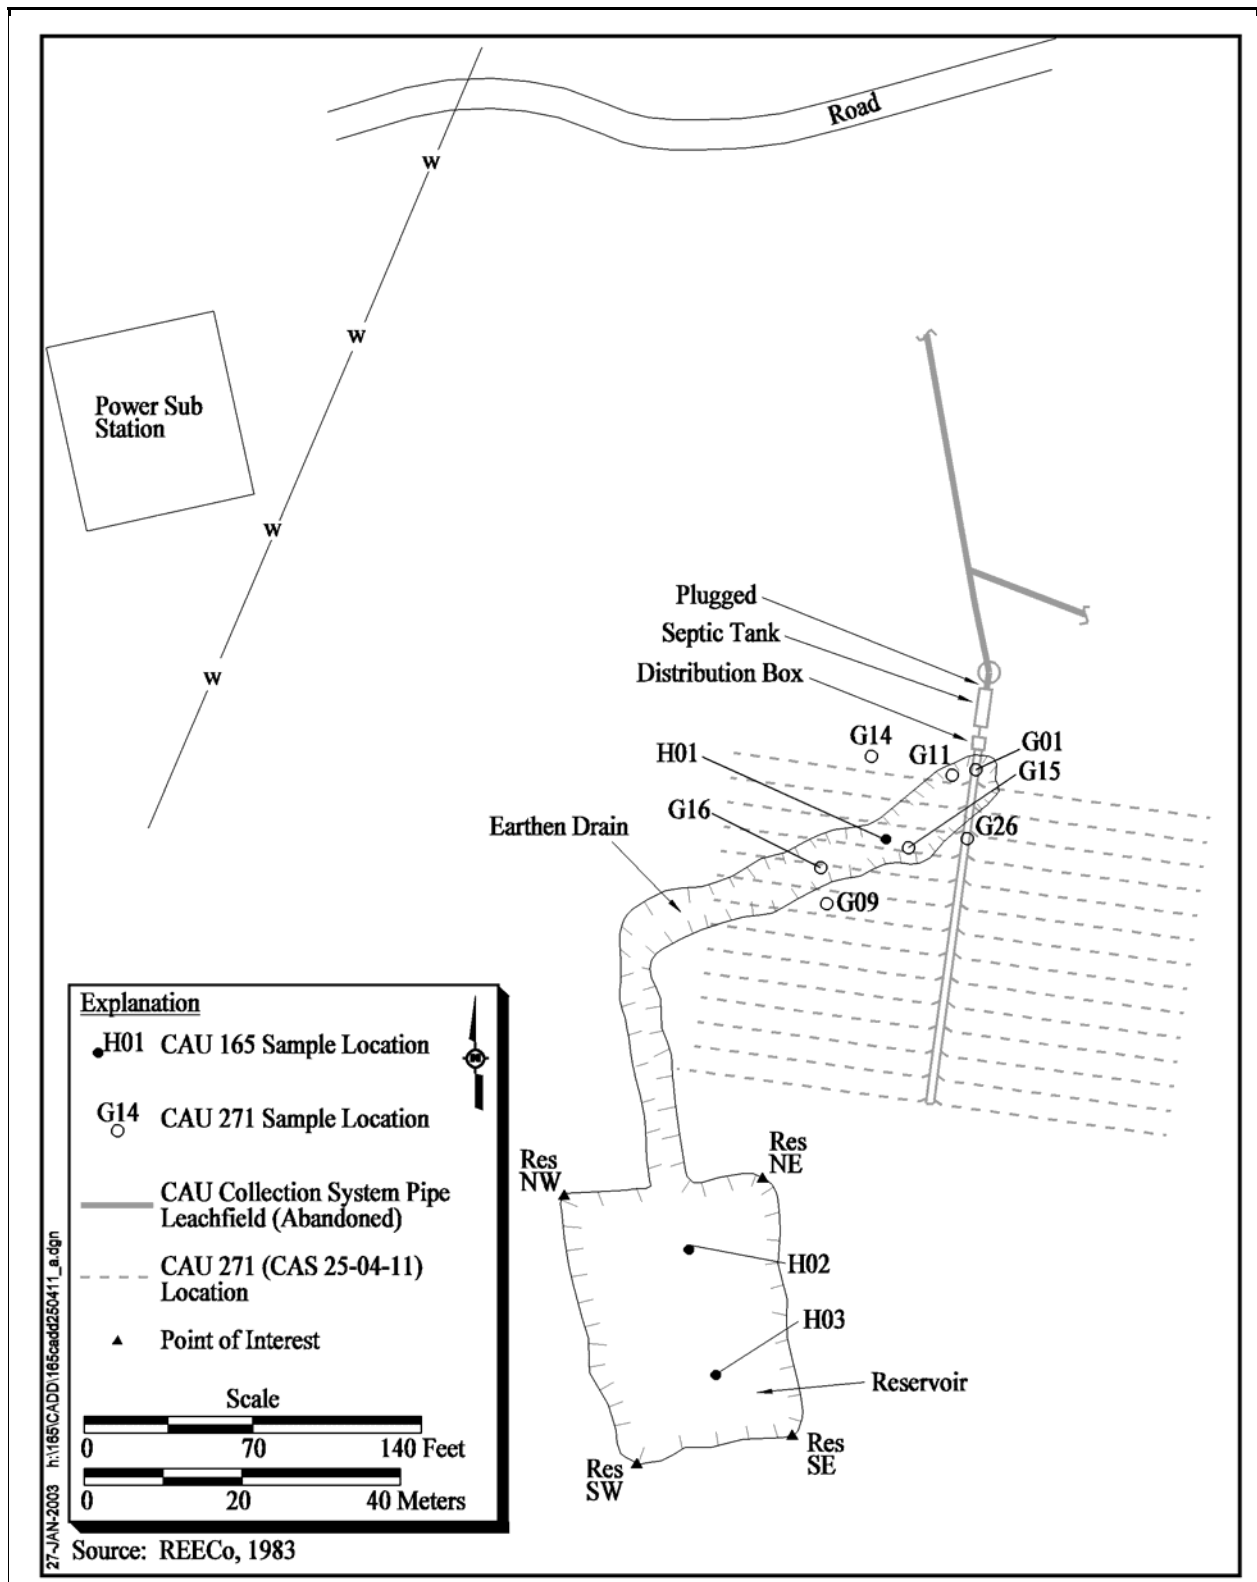 Road
W
W
Power Sub
Station
W
W
Plugged
Septic Tank
Distribution Box
G14
G11
G01
H01
G15
G16
G26
Earthen Drain
G09
Explanation
H01 CAU 165 Sample Location
N
G14 CAU 271 Sample Location
CAU Collection System Pipe
Leachfield (Abandoned)
CAU 271 (CAS 25-04-11)
Location
Point of Interest
Scale
0 70 140 Feet
0 20 40 Meters
Res
NW
Res
NE
H02
H03
Reservoir
Res
SE
Res
SW
27-JAN-2003 h:\165\CADD\165cadd250411_a.dgn
Source: REECo, 1983